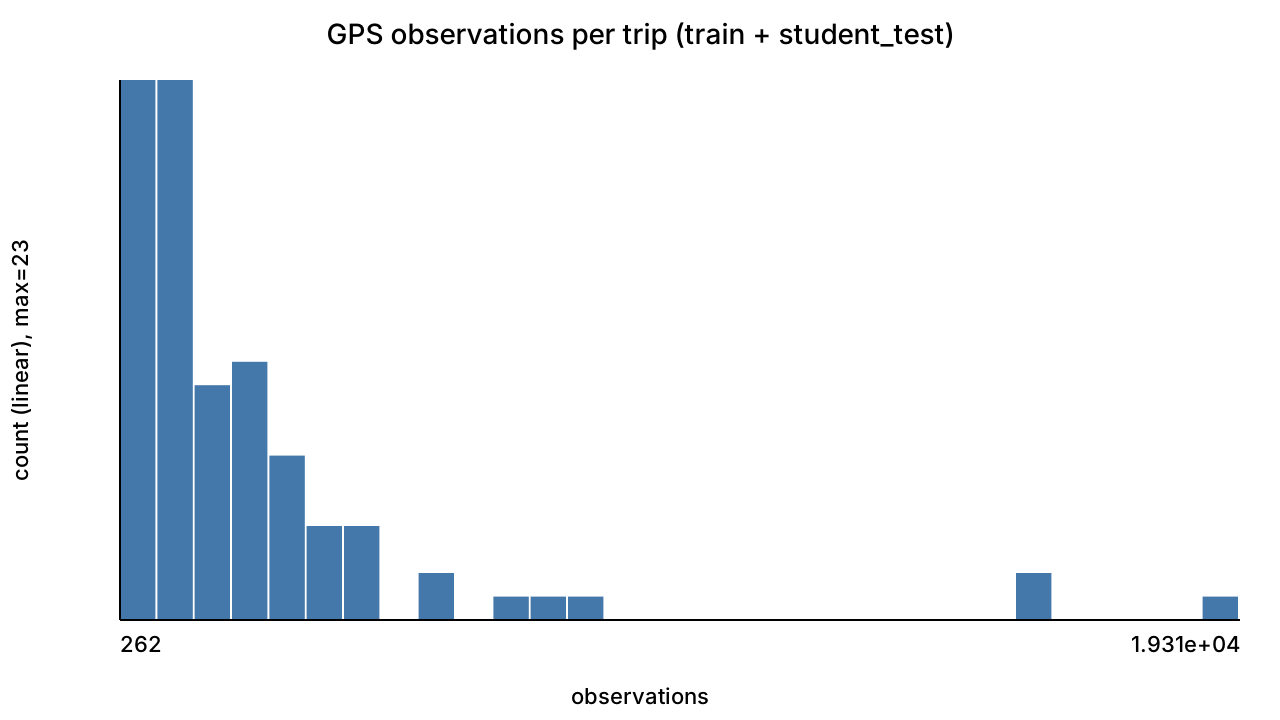 GPS observations per trip (train + student_test)
count (linear), max=23
262
1.931e+04
observations